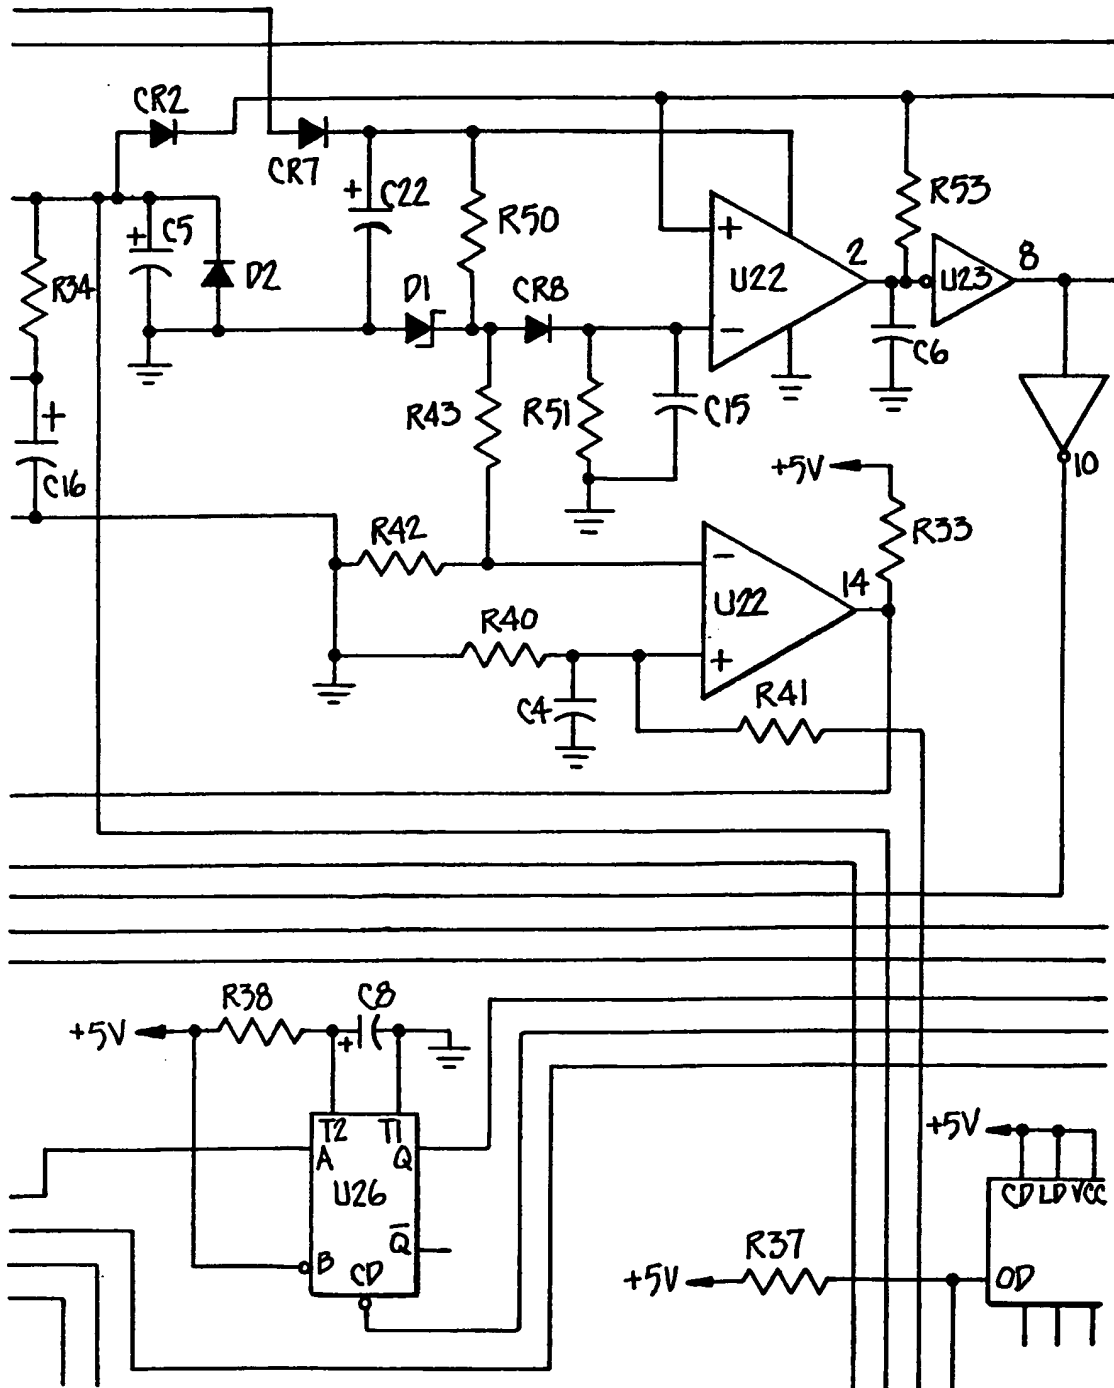 CR2
CR7
+
C22
R50
R53
+
C5
+
U22
2
U23
8
R34
D2
D1
CR8
−
C6
R43
R51
C15
+
C16
+5V
10
R42
R33
−
U22
14
R40
+
C4
R41
R38
C8
+5V
+
T2
T1
A
Q
U26
Q̅
B
CD
+5V
CD LD VCC
R37
+5V
OD